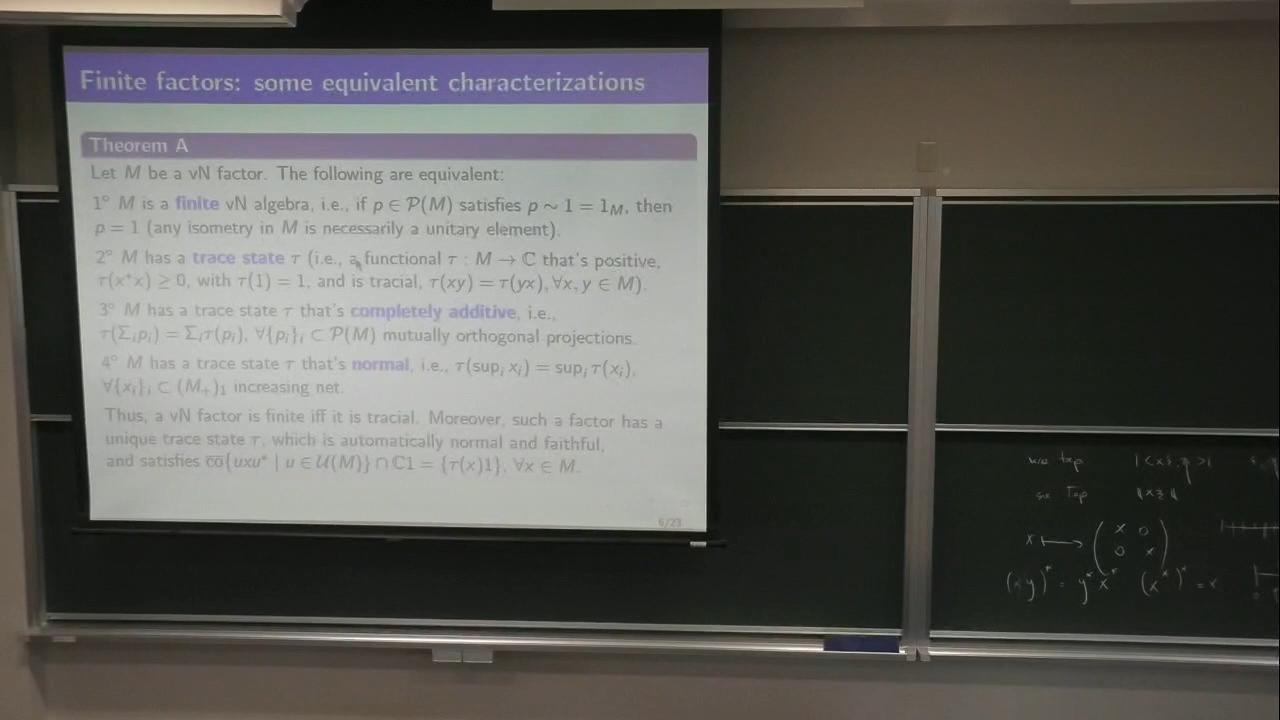 Finite factors: some equivalent characterizations
Theorem A
Let M be a vN factor. The following are equivalent:
1° M is a finite vN algebra, i.e., if p ∈ P(M) satisfies p ∼ 1 = 1_M, then
p = 1 (any isometry in M is necessarily a unitary element).
2° M has a trace state τ (i.e., a functional τ : M → ℂ that's positive,
τ(x*x) ≥ 0, with τ(1) = 1, and is tracial, τ(xy) = τ(yx), ∀x, y ∈ M).
3° M has a trace state τ that's completely additive, i.e.,
τ(Σ_i p_i) = Σ_i τ(p_i), ∀{p_i}_i ⊂ P(M) mutually orthogonal projections.
4° M has a trace state τ that's normal, i.e., τ(sup_i x_i) = sup_i τ(x_i),
∀{x_i}_i ⊂ (M_+)_1 increasing net.
Thus, a vN factor is finite iff it is tracial. Moreover, such a factor has a
unique trace state τ, which is automatically normal and faithful,
and satisfies c̅o̅{uxu* | u ∈ U(M)} ∩ ℂ1 = {τ(x)1}, ∀x ∈ M.
6/23
top |<xξ, η>|
Top ‖xξ‖
x ⟼ (x 0
0 x)
(xy)* = y*x* (x*)* = x